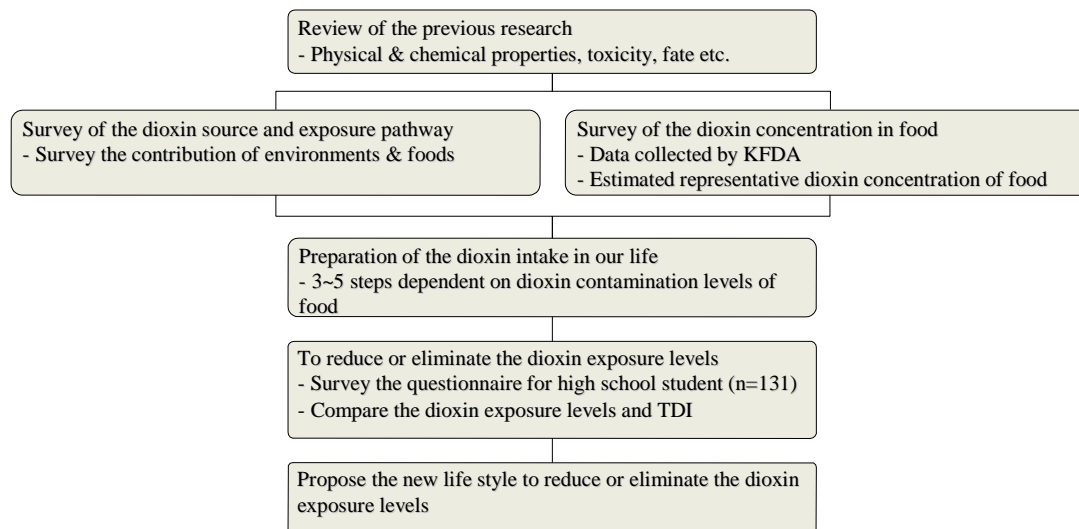 Review of the previous research
- Physical & chemical properties, toxicity, fate etc.
Survey of the dioxin source and exposure pathway
- Survey the contribution of environments & foods
Survey of the dioxin concentration in food
- Data collected by KFDA
- Estimated representative dioxin concentration of food
Preparation of the dioxin intake in our life
- 3~5 steps dependent on dioxin contamination levels of
food
To reduce or eliminate the dioxin exposure levels
- Survey the questionnaire for high school student (n=131)
- Compare the dioxin exposure levels and TDI
Propose the new life style to reduce or eliminate the dioxin
exposure levels